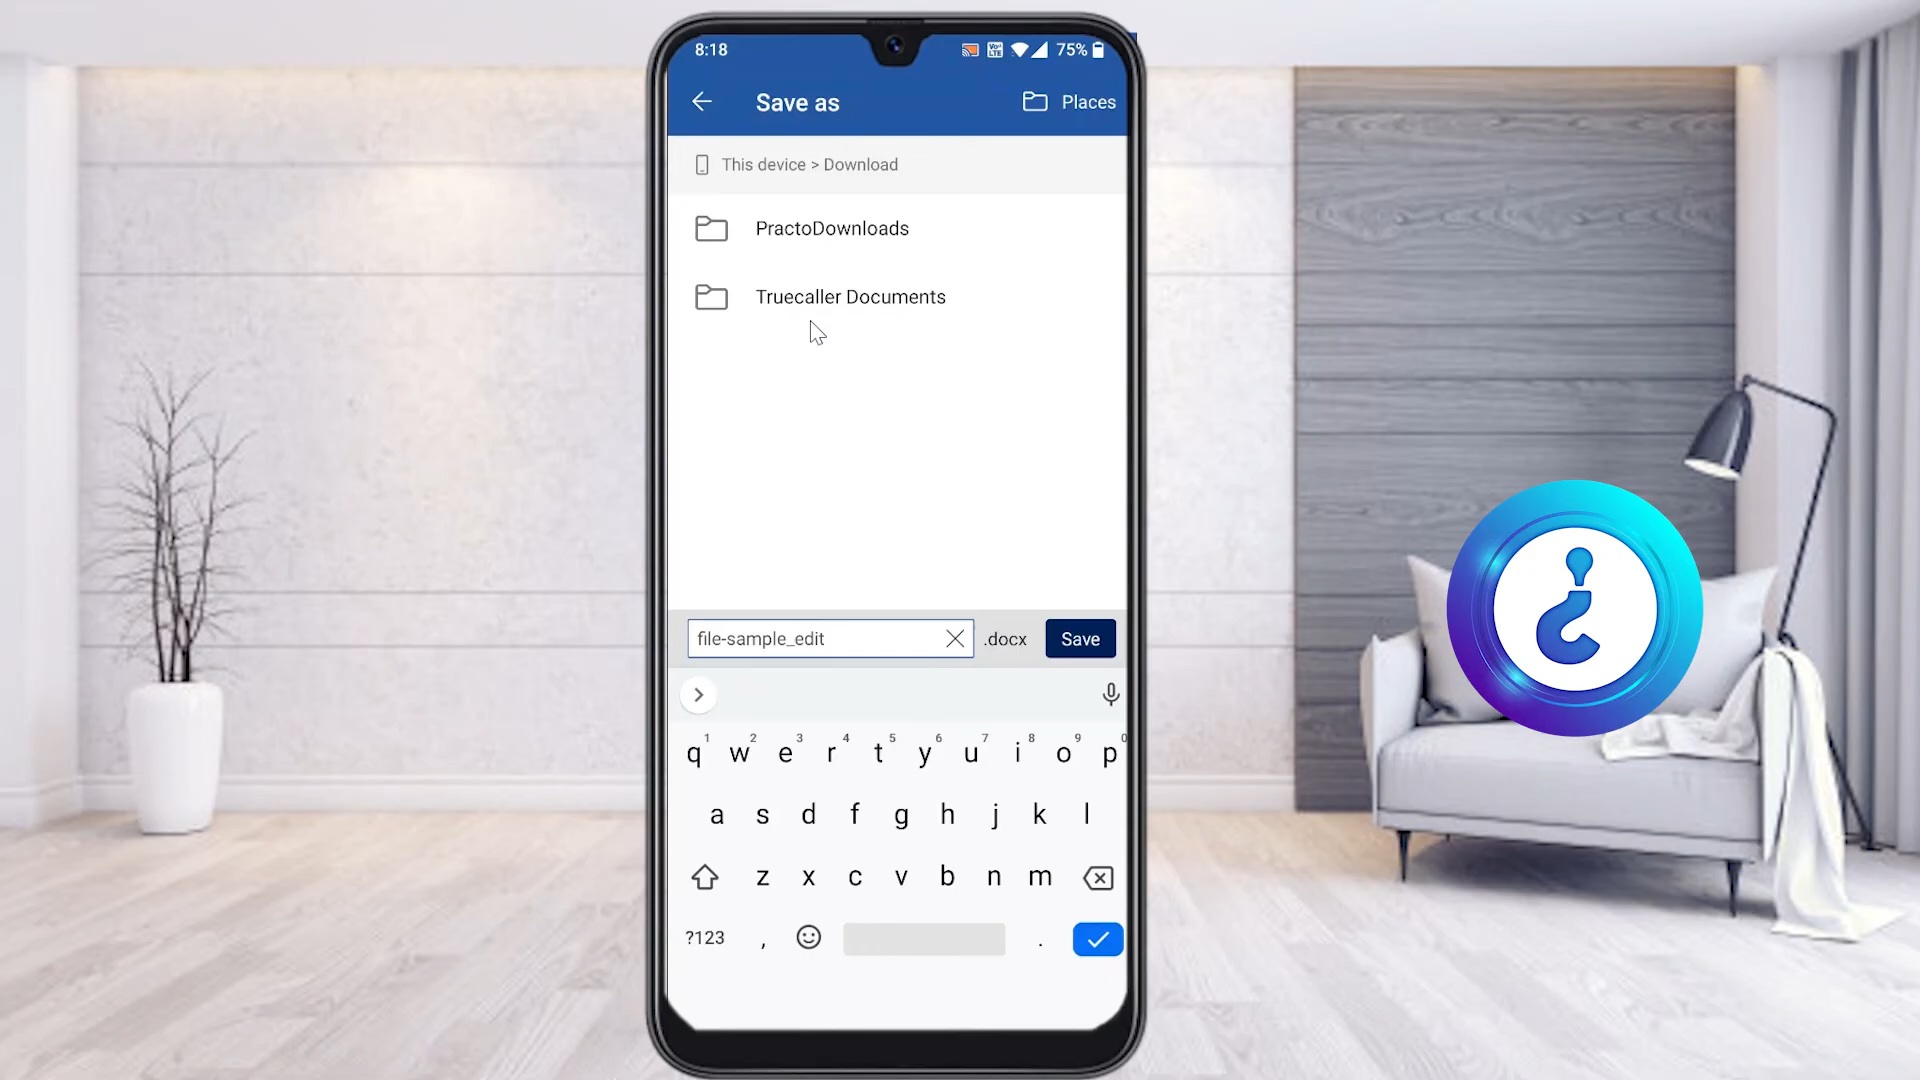 8:18 75%
Save as Places
This device > Download
PractoDownloads
Truecaller Documents
file-sample_edit .docx Save
1 2 3 4 5 6 7 8 9 0
q w e r t y u i o p
a s d f g h j k l
z x c v b n m
?123 , .